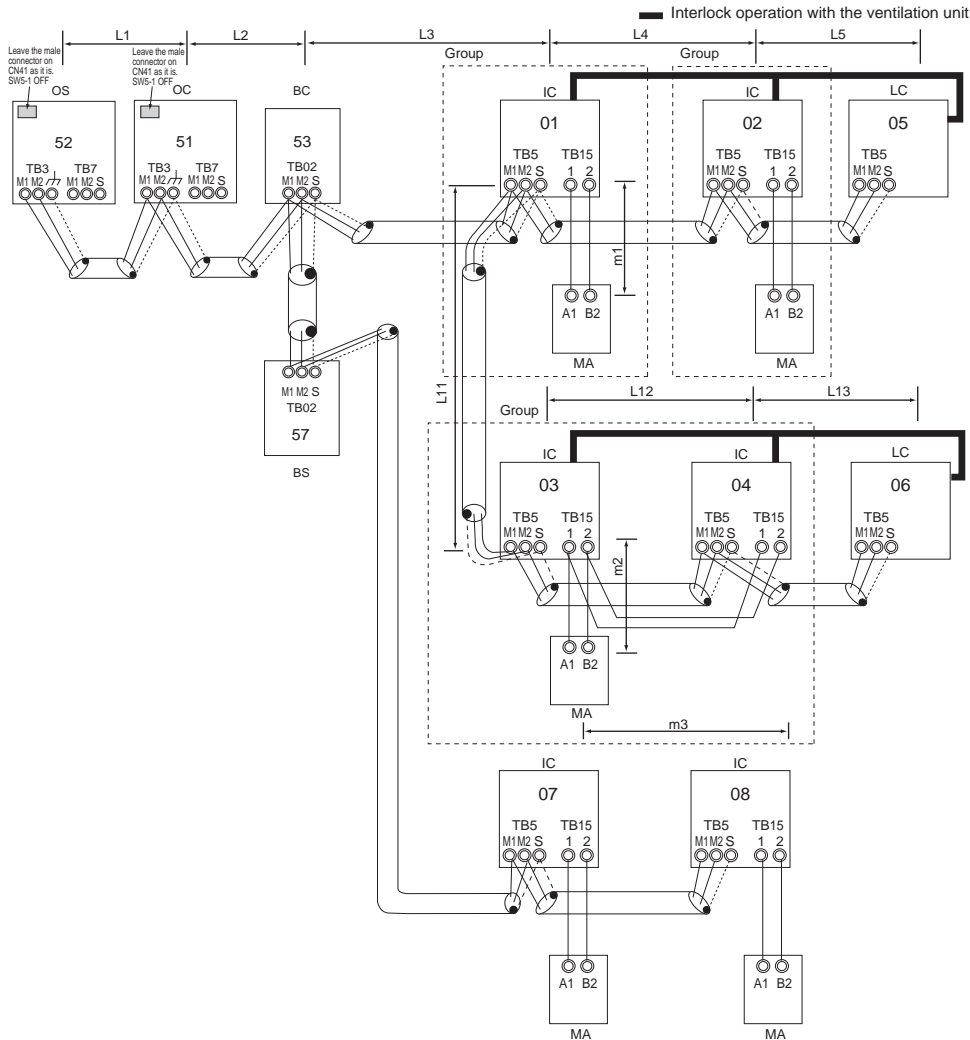 Interlock operation with the ventilation unit
L1 L2 L3 L4 L5
Leave the male
connector on
CN41 as it is.
SW5-1 OFF
Leave the male
connector on
CN41 as it is.
SW5-1 OFF
Group Group
OS OC BC IC IC LC
52 51 53 01 02 05
TB3 TB7 TB3 TB7 TB02 TB5 TB15 TB5 TB15 TB5
M1 M2 M1 M2 S M1 M2 M1 M2 S M1 M2 S M1 M2 S 1 2 M1 M2 S 1 2 M1 M2 S
m1
A1 B2 A1 B2
MA MA
M1 M2 S
TB02
57
BS
L11
L12 L13
Group
IC IC LC
03 04 06
TB5 TB15 TB5 TB15 TB5
M1 M2 S 1 2 M1 M2 S 1 2 M1 M2 S
m2
A1 B2
MA
m3
IC IC
07 08
TB5 TB15 TB5 TB15
M1 M2 S 1 2 M1 M2 S 1 2
A1 B2 A1 B2
MA MA